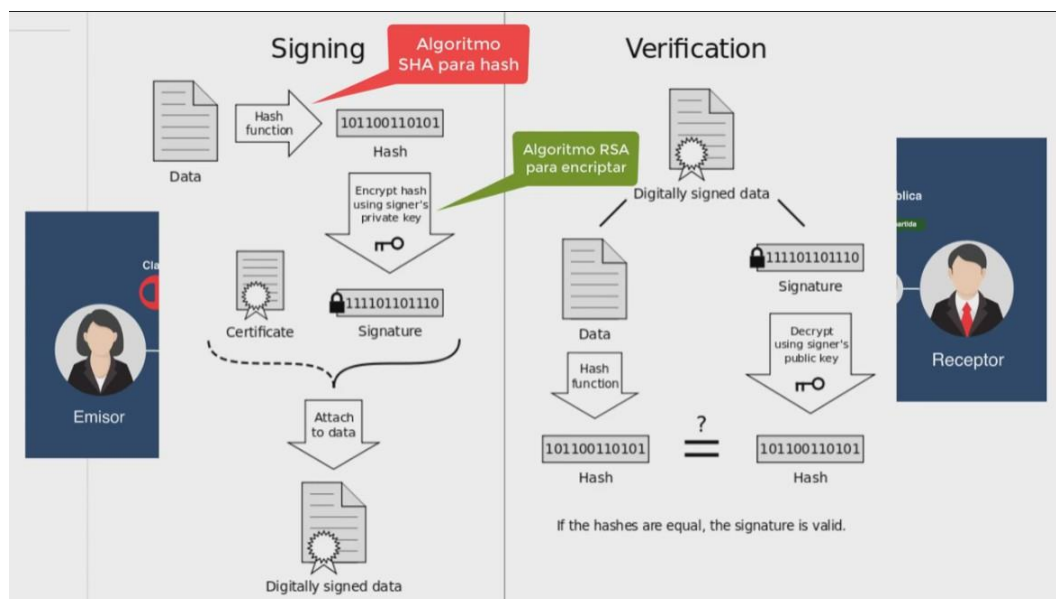 Signing
Algoritmo
SHA para hash
Data
Hash
function
101100110101
Hash
Algoritmo RSA
para encriptar
Encrypt hash
using signer's
private key
Certificate
111101101110
Signature
Cla
Emisor
Attach
to data
Digitally signed data
Verification
Digitally signed data
Data
111101101110
Signature
Hash
function
Decrypt
using signer's
public key
101100110101
Hash
?
=
101100110101
Hash
If the hashes are equal, the signature is valid.
blica
artida
Receptor